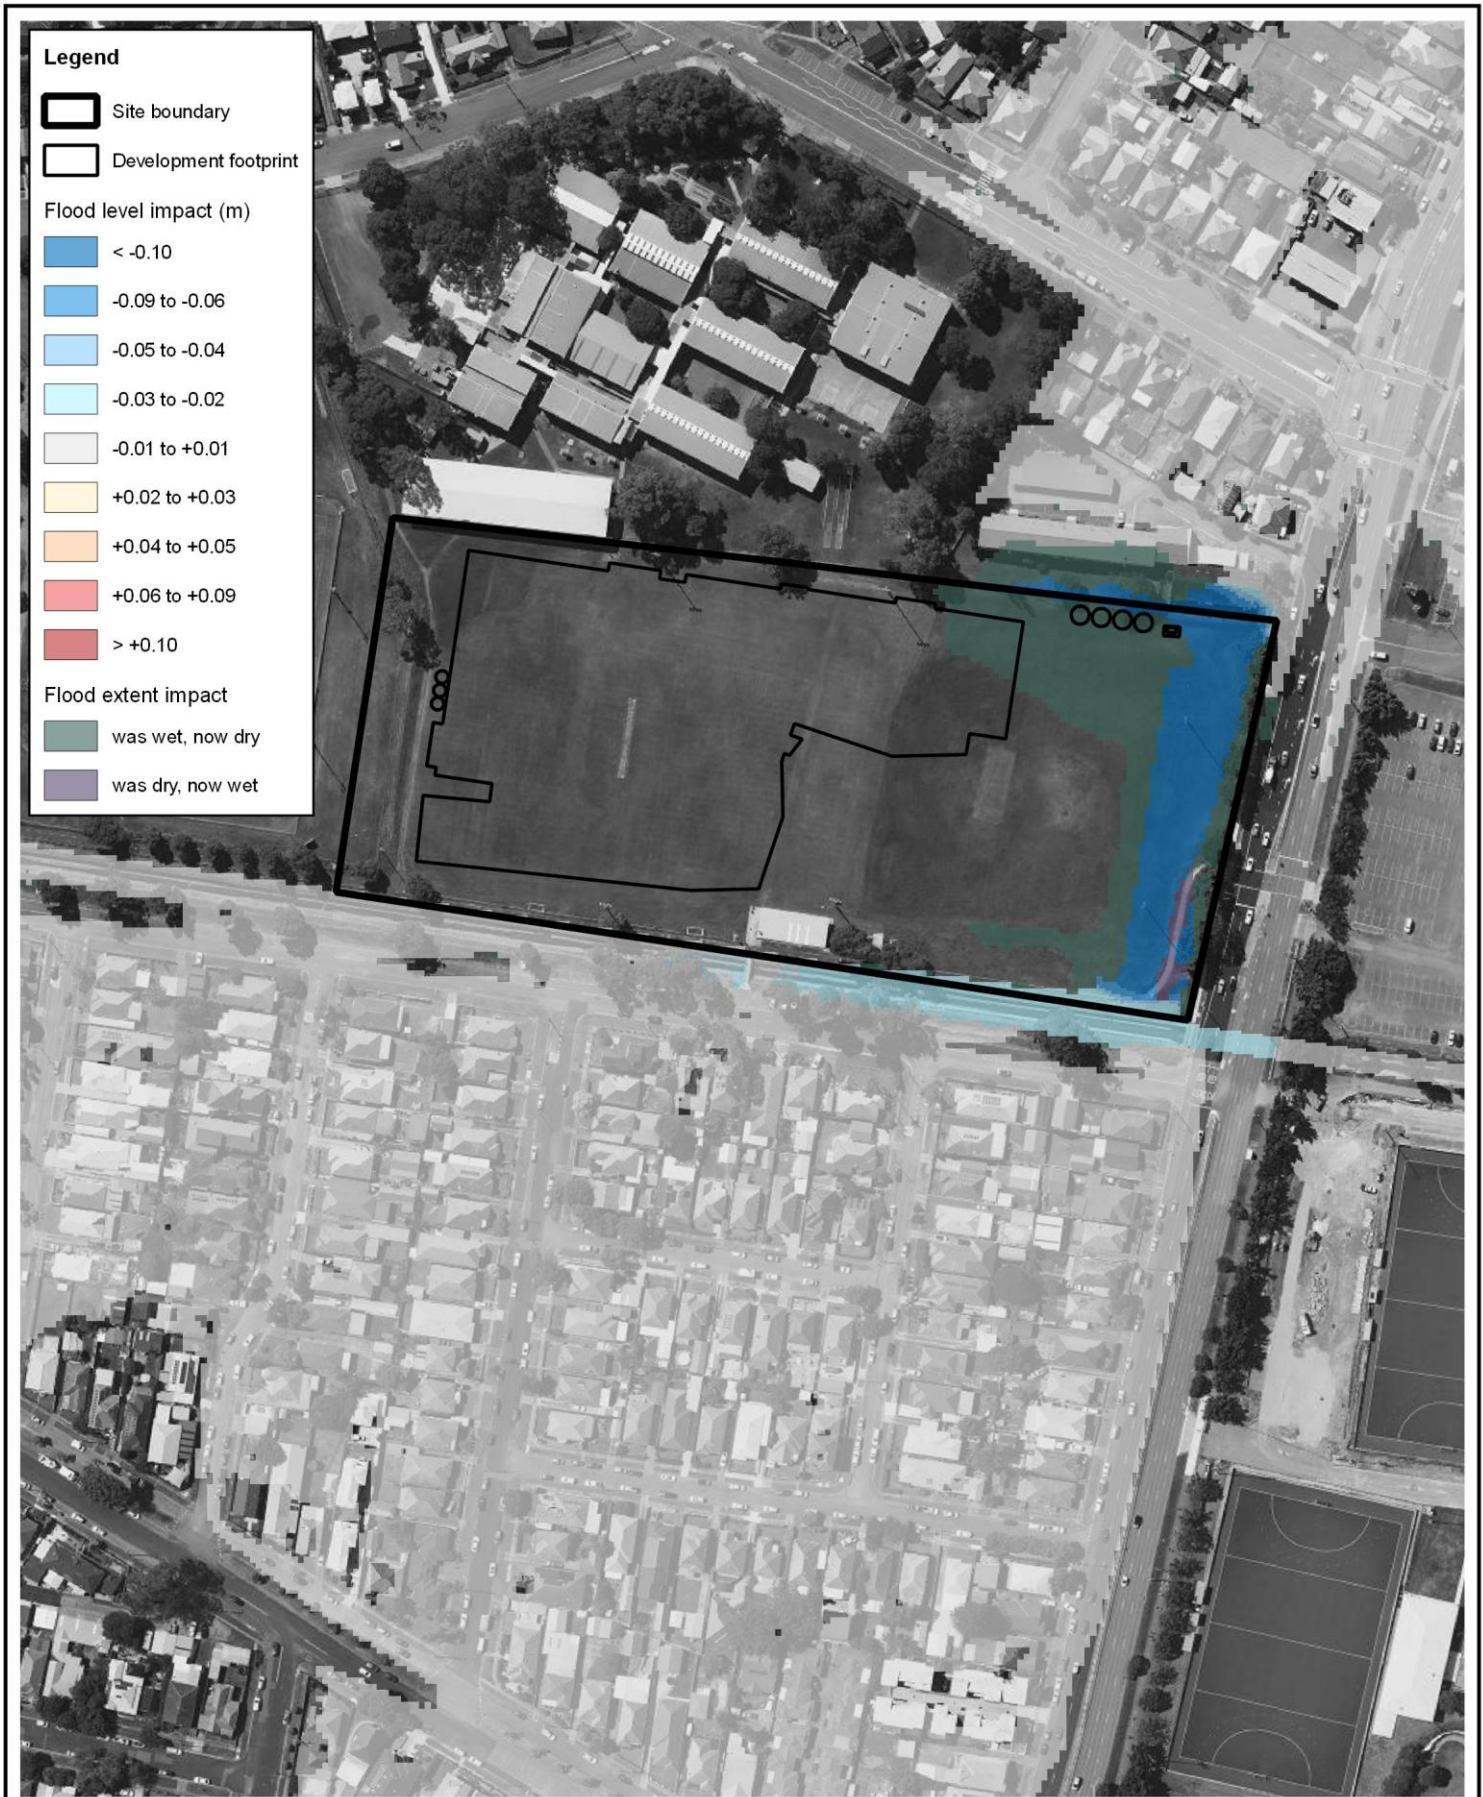 Legend
Site boundary
Development footprint
Flood level impact (m)
< -0.10
-0.09 to -0.06
-0.05 to -0.04
-0.03 to -0.02
-0.01 to +0.01
+0.02 to +0.03
+0.04 to +0.05
+0.06 to +0.09
> +0.10
Flood extent impact
was wet, now dry
was dry, now wet